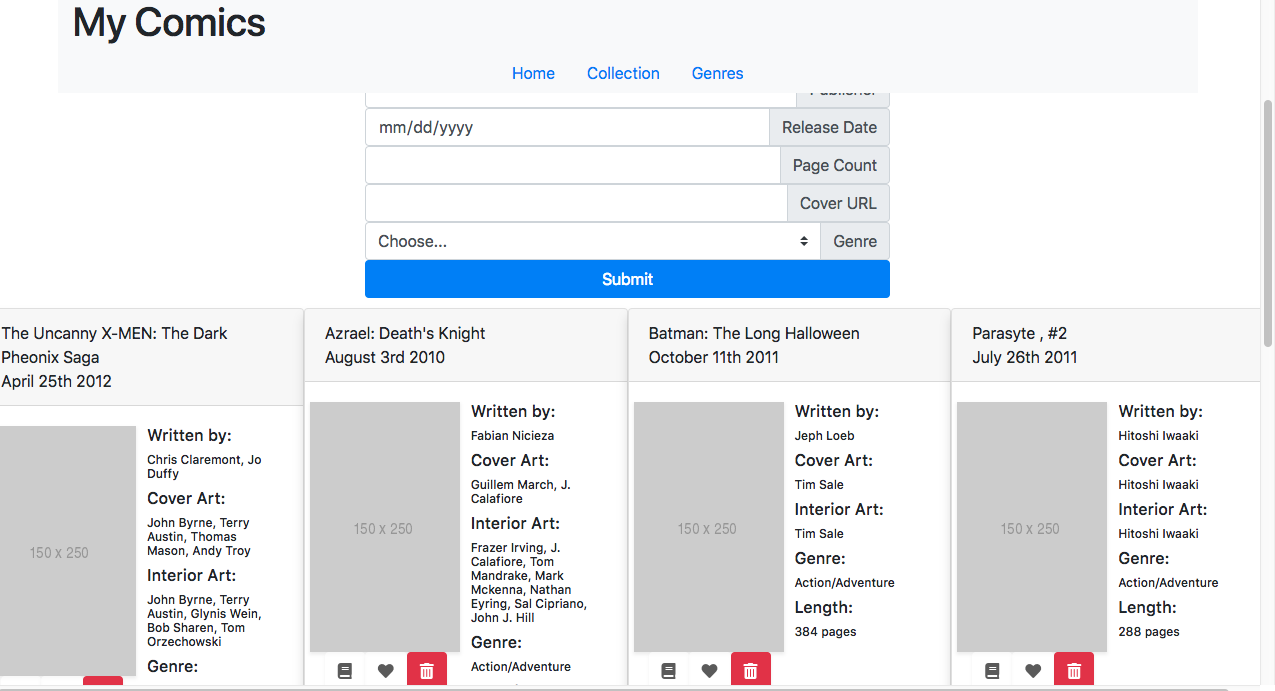 My Comics
Home Collection Genres
Publisher
mm/dd/yyyy Release Date
Page Count
Cover URL
Choose... Genre
Submit
The Uncanny X-MEN: The Dark
Pheonix Saga
April 25th 2012
150 x 250
Written by:
Chris Claremont, Jo
Duffy
Cover Art:
John Byrne, Terry
Austin, Thomas
Mason, Andy Troy
Interior Art:
John Byrne, Terry
Austin, Glynis Wein,
Bob Sharen, Tom
Orzechowski
Genre:
Azrael: Death's Knight
August 3rd 2010
150 x 250
Written by:
Fabian Nicieza
Cover Art:
Guillem March, J.
Calafiore
Interior Art:
Frazer Irving, J.
Calafiore, Tom
Mandrake, Mark
Mckenna, Nathan
Eyring, Sal Cipriano,
John J. Hill
Genre:
Action/Adventure
Batman: The Long Halloween
October 11th 2011
150 x 250
Written by:
Jeph Loeb
Cover Art:
Tim Sale
Interior Art:
Tim Sale
Genre:
Action/Adventure
Length:
384 pages
Parasyte , #2
July 26th 2011
150 x 250
Written by:
Hitoshi Iwaaki
Cover Art:
Hitoshi Iwaaki
Interior Art:
Hitoshi Iwaaki
Genre:
Action/Adventure
Length:
288 pages